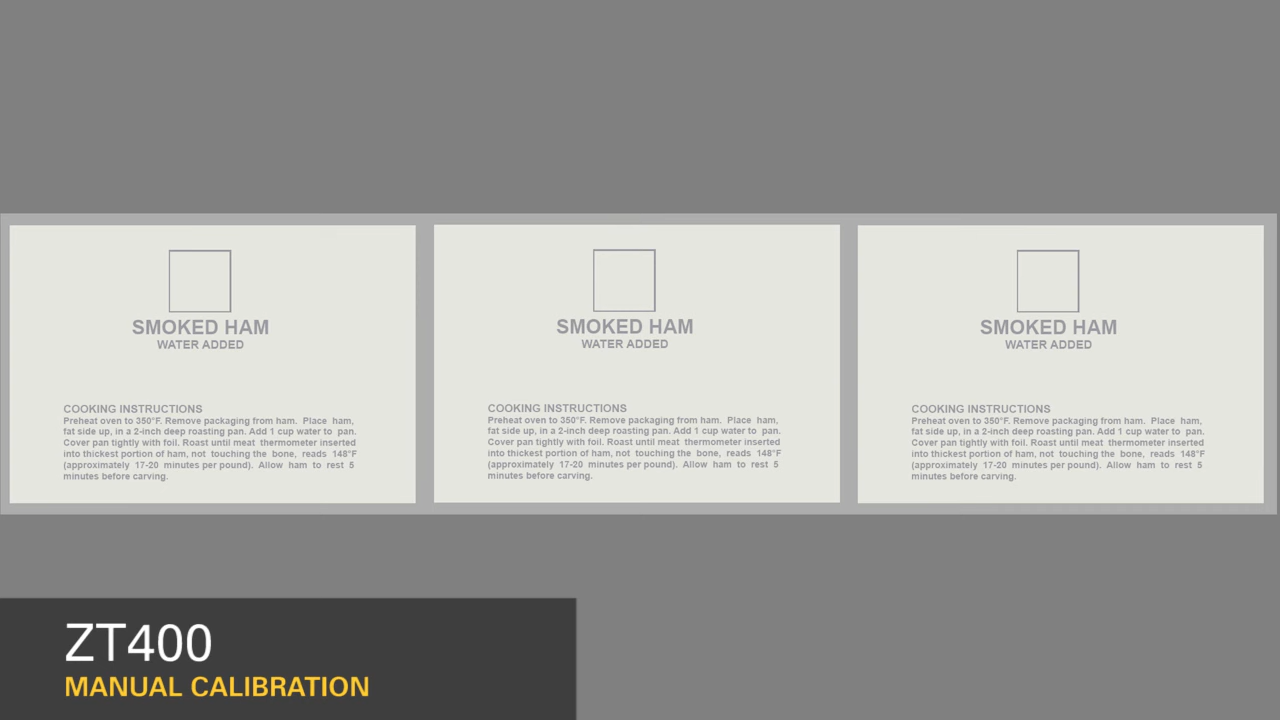 SMOKED HAM
WATER ADDED
COOKING INSTRUCTIONS
Preheat oven to 350°F. Remove packaging from ham. Place ham,
fat side up, in a 2-inch deep roasting pan. Add 1 cup water to pan.
Cover pan tightly with foil. Roast until meat thermometer inserted
into thickest portion of ham, not touching the bone, reads 148°F
(approximately 17-20 minutes per pound). Allow ham to rest 5
minutes before carving.
SMOKED HAM
WATER ADDED
COOKING INSTRUCTIONS
Preheat oven to 350°F. Remove packaging from ham. Place ham,
fat side up, in a 2-inch deep roasting pan. Add 1 cup water to pan.
Cover pan tightly with foil. Roast until meat thermometer inserted
into thickest portion of ham, not touching the bone, reads 148°F
(approximately 17-20 minutes per pound). Allow ham to rest 5
minutes before carving.
SMOKED HAM
WATER ADDED
COOKING INSTRUCTIONS
Preheat oven to 350°F. Remove packaging from ham. Place ham,
fat side up, in a 2-inch deep roasting pan. Add 1 cup water to pan.
Cover pan tightly with foil. Roast until meat thermometer inserted
into thickest portion of ham, not touching the bone, reads 148°F
(approximately 17-20 minutes per pound). Allow ham to rest 5
minutes before carving.
ZT400
MANUAL CALIBRATION